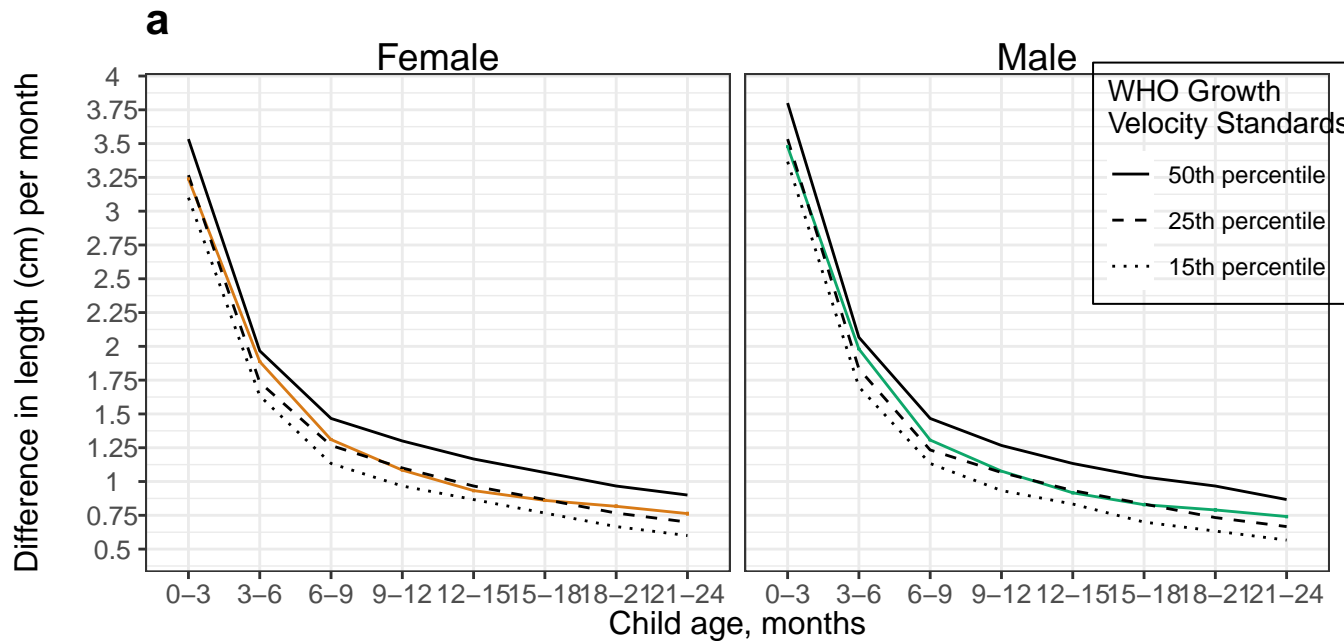 a
Female
Male
Difference in length (cm) per month
4
3.75
3.5
3.25
3
2.75
2.5
2.25
2
1.75
1.5
1.25
1
0.75
0.5
WHO Growth
Velocity Standards
50th percentile
25th percentile
15th percentile
0–3 3–6 6–9 9–12 12–15 15–18 18–21 21–24
0–3 3–6 6–9 9–12 12–15 15–18 18–21 21–24
Child age, months